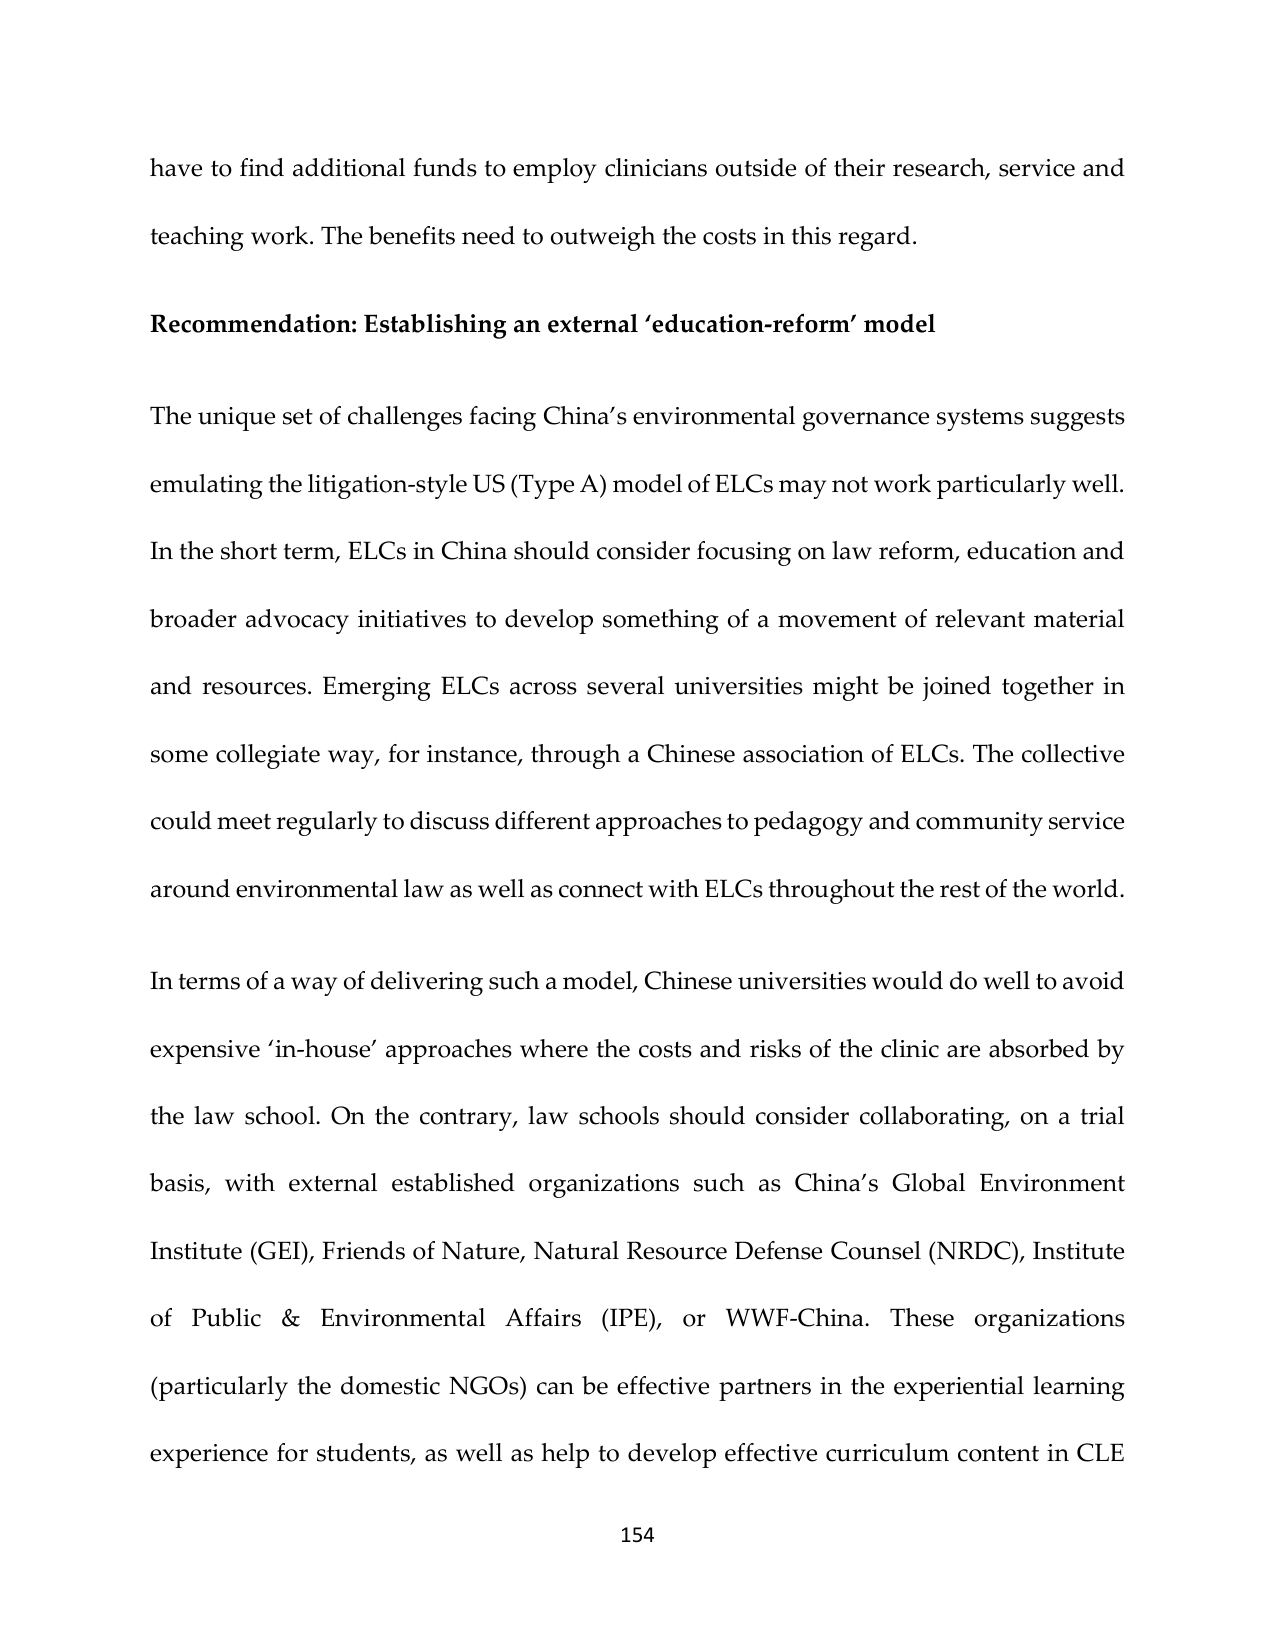 have to find additional funds to employ clinicians outside of their research, service and
teaching work. The benefits need to outweigh the costs in this regard.
Recommendation: Establishing an external ‘education-reform’ model
The unique set of challenges facing China’s environmental governance systems suggests
emulating the litigation-style US (Type A) model of ELCs may not work particularly well.
In the short term, ELCs in China should consider focusing on law reform, education and
broader advocacy initiatives to develop something of a movement of relevant material
and resources. Emerging ELCs across several universities might be joined together in
some collegiate way, for instance, through a Chinese association of ELCs. The collective
could meet regularly to discuss different approaches to pedagogy and community service
around environmental law as well as connect with ELCs throughout the rest of the world.
In terms of a way of delivering such a model, Chinese universities would do well to avoid
expensive ‘in-house’ approaches where the costs and risks of the clinic are absorbed by
the law school. On the contrary, law schools should consider collaborating, on a trial
basis, with external established organizations such as China’s Global Environment
Institute (GEI), Friends of Nature, Natural Resource Defense Counsel (NRDC), Institute
of Public & Environmental Affairs (IPE), or WWF-China. These organizations
(particularly the domestic NGOs) can be effective partners in the experiential learning
experience for students, as well as help to develop effective curriculum content in CLE
154